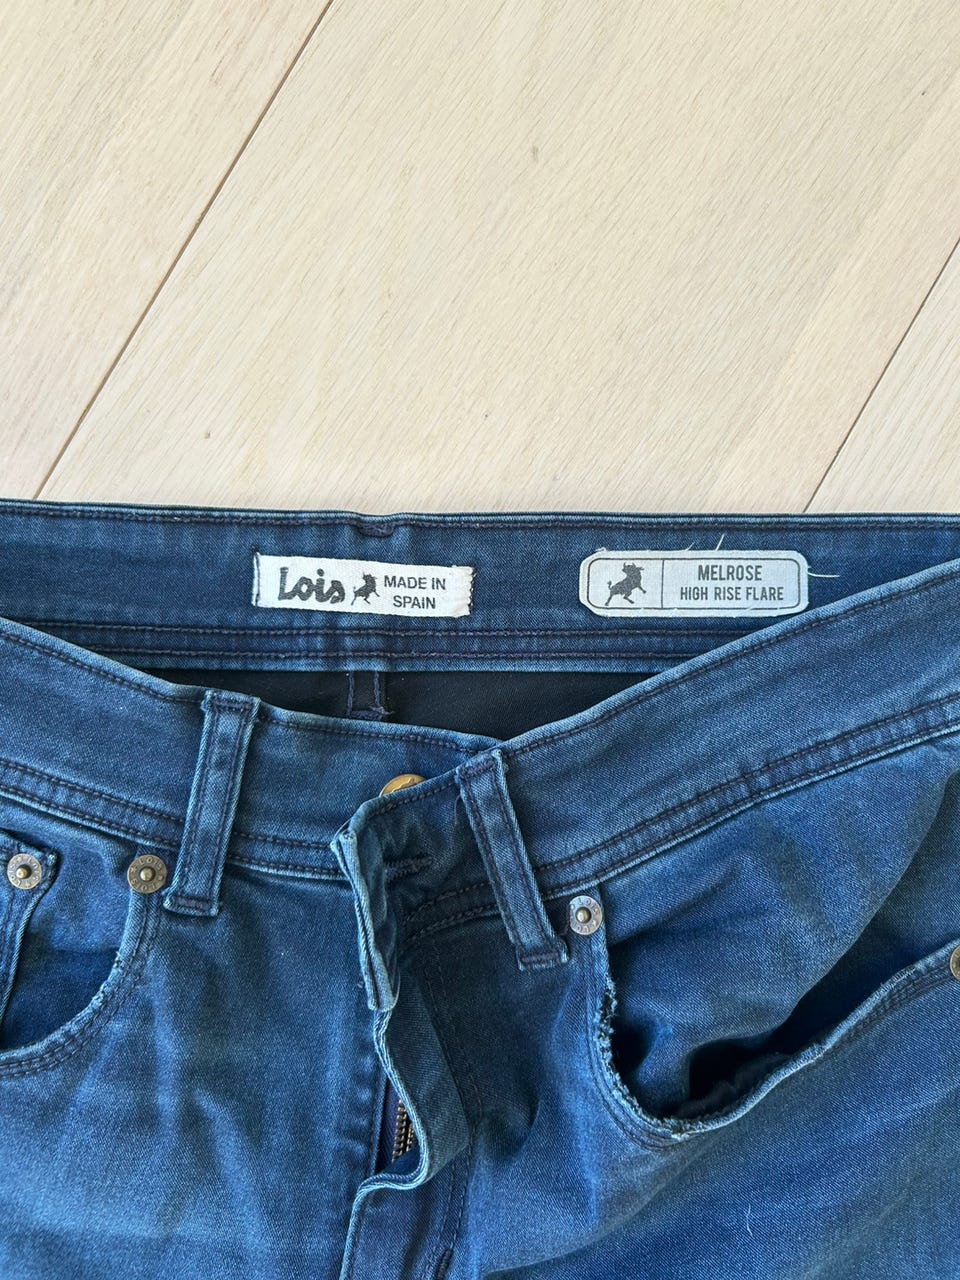 Lois MADE IN
SPAIN
MELROSE
HIGH RISE FLARE